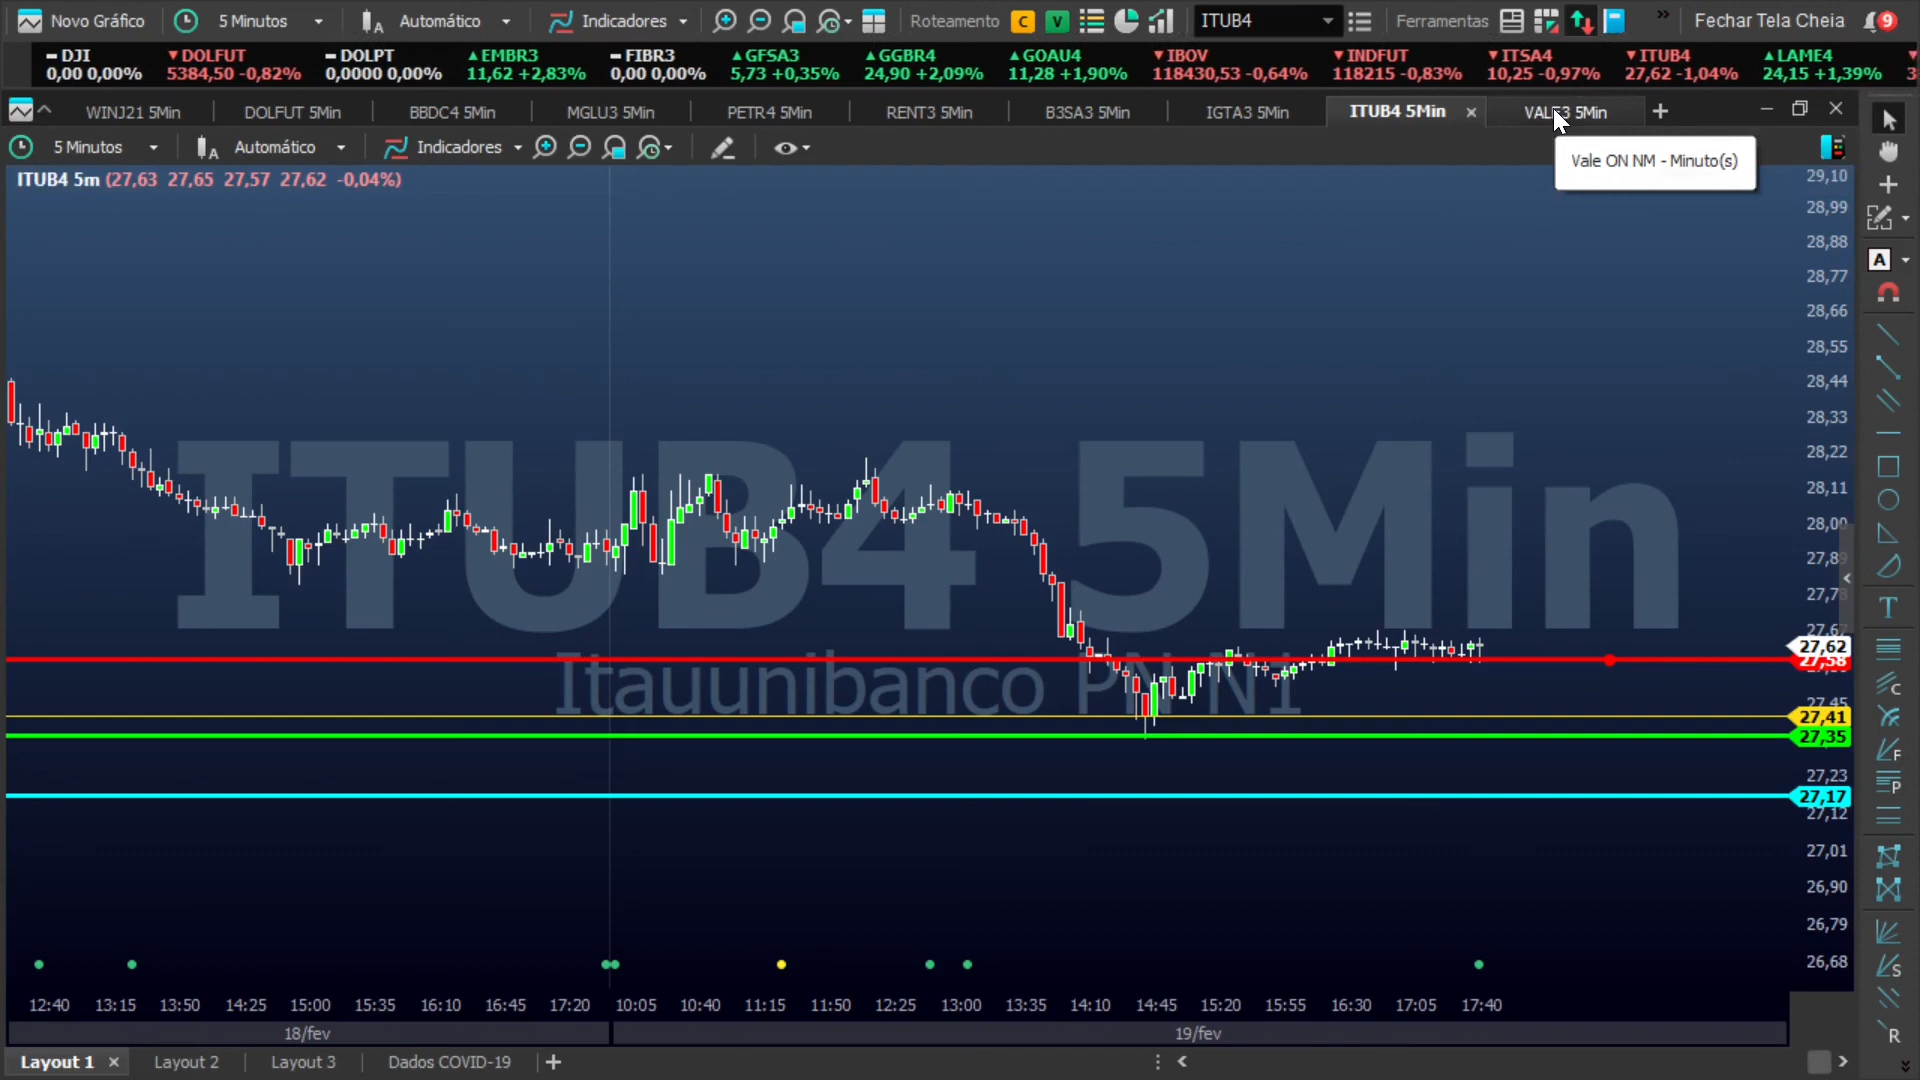 Novo Gráfico 5 Minutos Automático Indicadores Roteamento C V ITUB4 Ferramentas » Fechar Tela Cheia 9
DJI DOLFUT DOLPT EMBR3 FIBR3 GFSA3 GGBR4 GOAU4 IBOV INDFUT ITSA4 ITUB4 LAME4
0,00 0,00% 5384,50 -0,82% 0,0000 0,00% 11,62 +2,83% 0,00 0,00% 5,73 +0,35% 24,90 +2,09% 11,28 +1,90% 118430,53 -0,64% 118215 -0,83% 10,25 -0,97% 27,62 -1,04% 24,15 +1,39% 3
WINJ21 5Min DOLFUT 5Min BBDC4 5Min MGLU3 5Min PETR4 5Min RENT3 5Min B3SA3 5Min IGTA3 5Min ITUB4 5Min VALE3 5Min
5 Minutos Automático Indicadores
Vale ON NM - Minuto(s)
ITUB4 5m (27,63 27,65 27,57 27,62 -0,04%)
29,10
28,99
28,88
28,77
28,66
28,55
28,44
28,33
28,22
28,11
28,00
27,89
27,78
ITUB4 5Min
Itauunibanco PN N1
27,67
27,62
27,58
27,45
27,41
27,35
27,23
27,17
27,12
27,01
26,90
26,79
26,68
12:40 13:15 13:50 14:25 15:00 15:35 16:10 16:45 17:20 10:05 10:40 11:15 11:50 12:25 13:00 13:35 14:10 14:45 15:20 15:55 16:30 17:05 17:40
18/fev 19/fev
Layout 1 Layout 2 Layout 3 Dados COVID-19
A
T
C
F
P
S
R